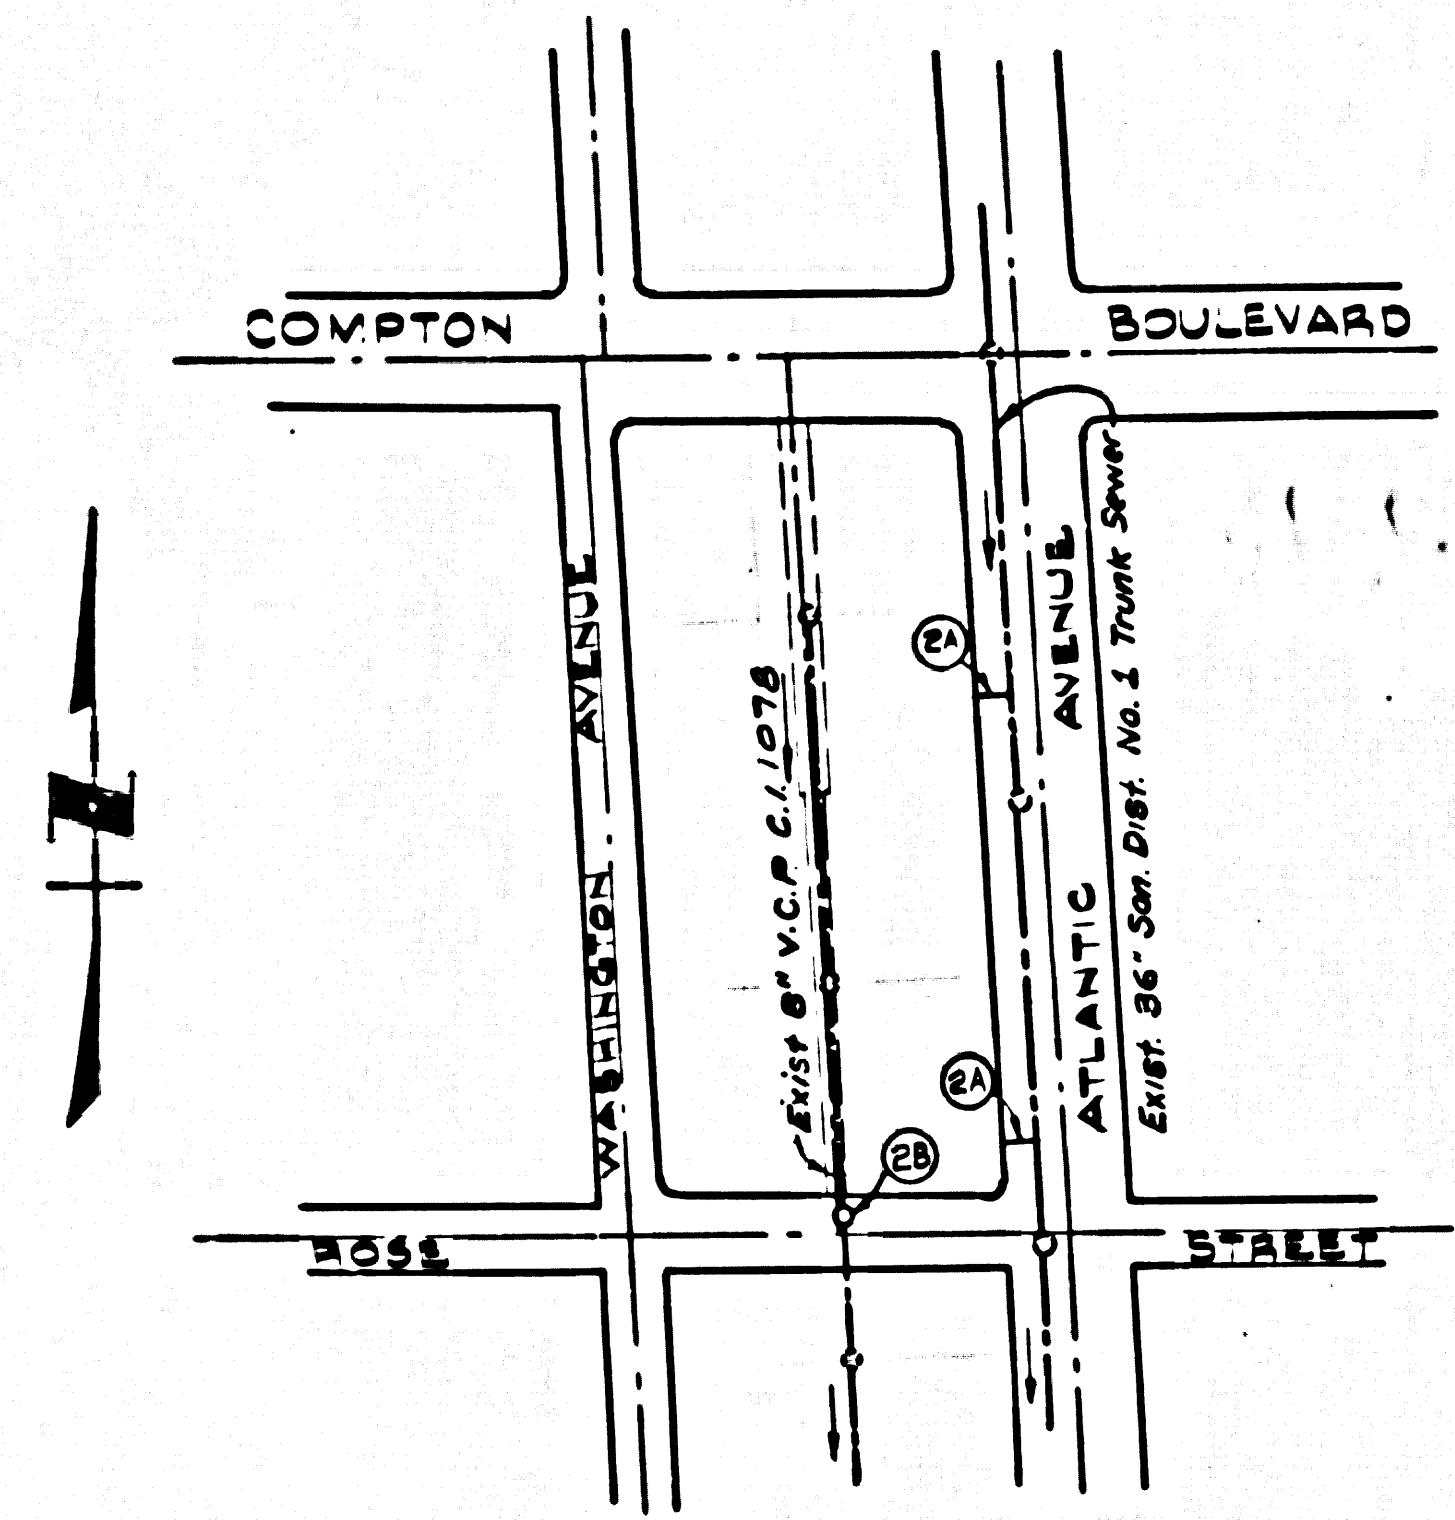 COMPTON BOULEVARD
WASHINGTON AVENUE
Exist 8" V.C.P C.I. 1078
ATLANTIC AVENUE
Exist. 36" San. Dist. No. 1 Trunk Sewer
2A
2A
2B
ROSE STREET
N